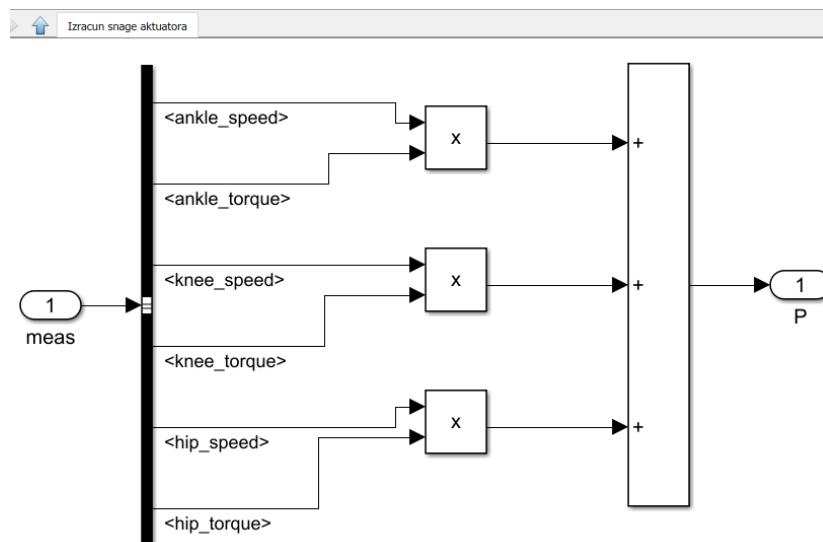 Izracun snage aktuatora
<ankle_speed>
x
+
<ankle_torque>
<knee_speed>
x
+
1
meas
1
P
<knee_torque>
x
+
<hip_speed>
<hip_torque>